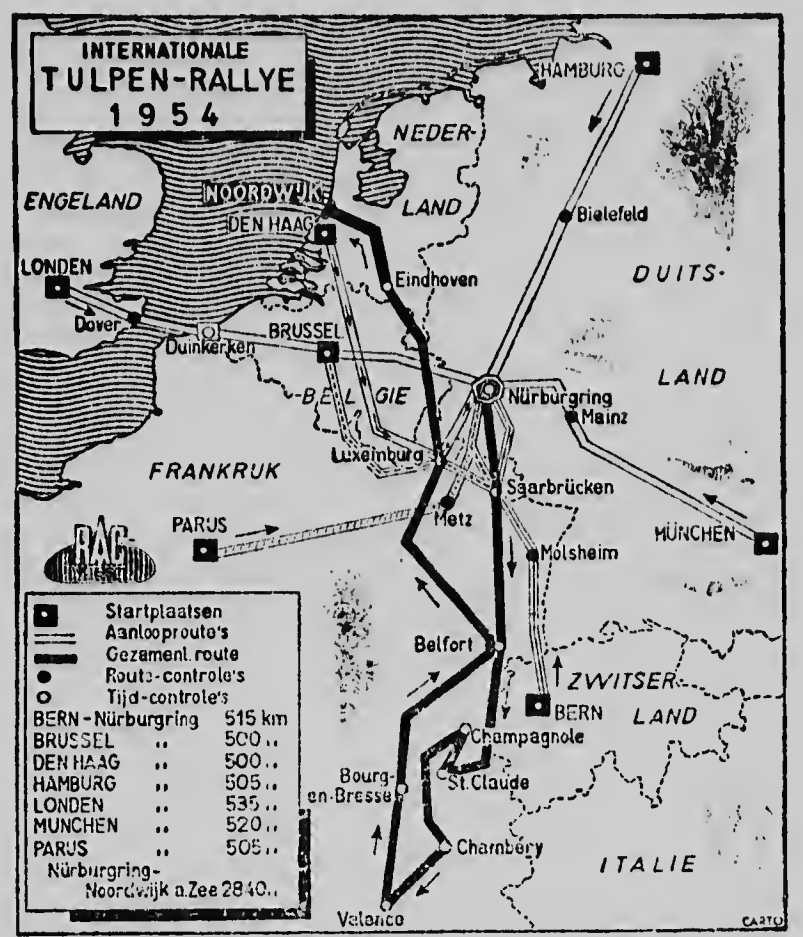 INTERNATIONALE
TULPEN-RALLYE
1954
HAMBURG
NEDER-
LAND
ENGELAND
NOORDWIJK
DEN HAAG
Bielefeld
LONDEN
DUITS-
Eindhoven
Dover
Duinkerken
BRUSSEL
BELGIE
LAND
Nürburgring
Mainz
Luxemburg
FRANKRIJK
Saarbrücken
PARIJS
Metz
MÜNCHEN
Molsheim
RAC
Startplaatsen
Aanlooproute's
Gezament. route
Route-controle's
Tijd-controle's
BERN-Nürburgring 515 km
BRUSSEL ,, 500 ,,
DEN HAAG ,, 500 ,,
HAMBURG ,, 505 ,,
LONDEN ,, 535 ,,
MUNCHEN ,, 520 ,,
PARIJS ,, 505 ,,
Nürburgring-
Noordwijk a.Zee 2840 ,,
Belfort
ZWITSER-
LAND
BERN
Champagnole
St. Claude
Bourg-
en-Bresse
Chambéry
ITALIE
Valence
CARTO